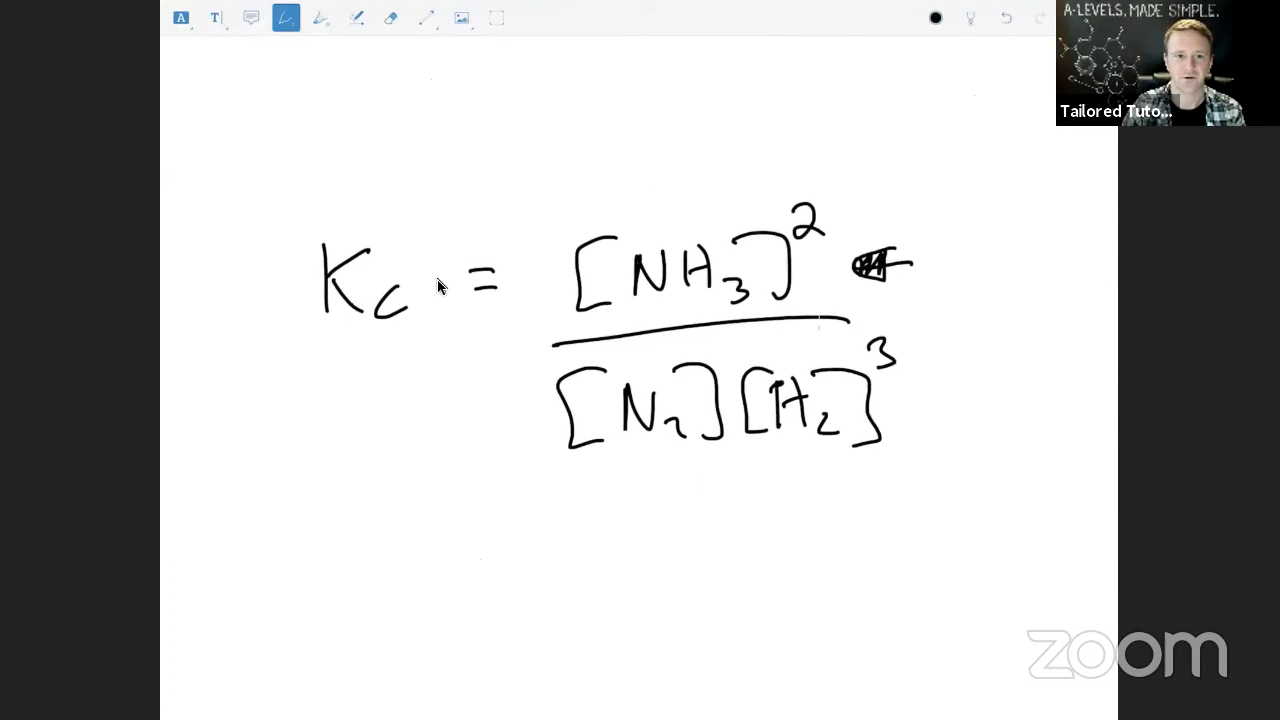 A-LEVELS. MADE SIMPLE.
Tailored Tuto...
A T
Kc = [NH₃]²
[N₂][H₂]³
zoom